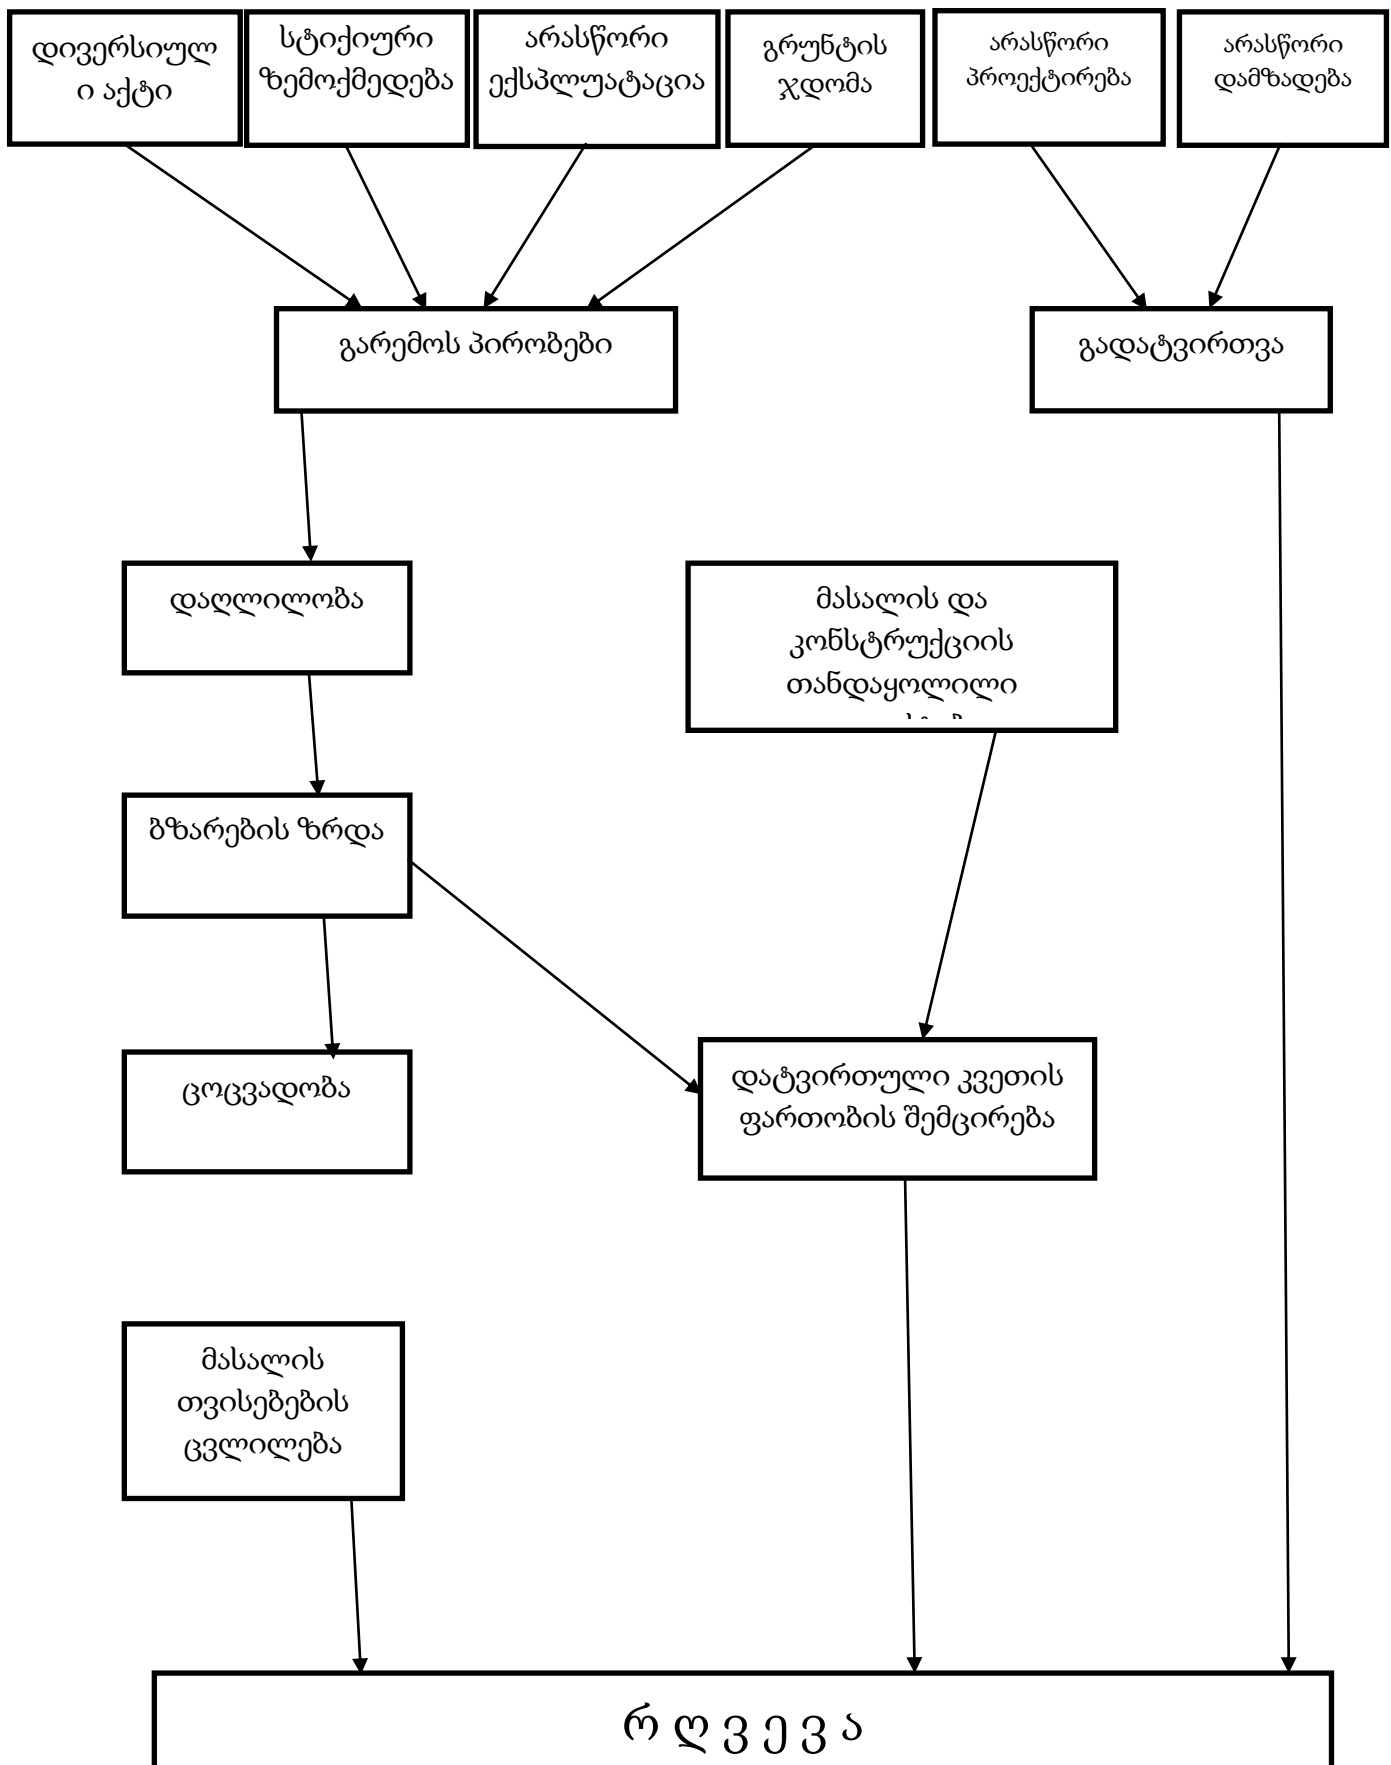 დივერსიულ
ი აქტი
სტიქიური
ზემოქმედება
არასწორი
ექსპლუატაცია
გრუნტის
ჯდომა
არასწორი
პროექტირება
არასწორი
დამზადება
გარემოს პირობები
გადატვირთვა
დაღლილობა
მასალის და
კონსტრუქციის
თანდაყოლილი
ბზარების ზრდა
ცოცვადობა
დატვირთული კვეთის
ფართობის შემცირება
მასალის
თვისებების
ცვლილება
რ ღ ვ ე ვ ა